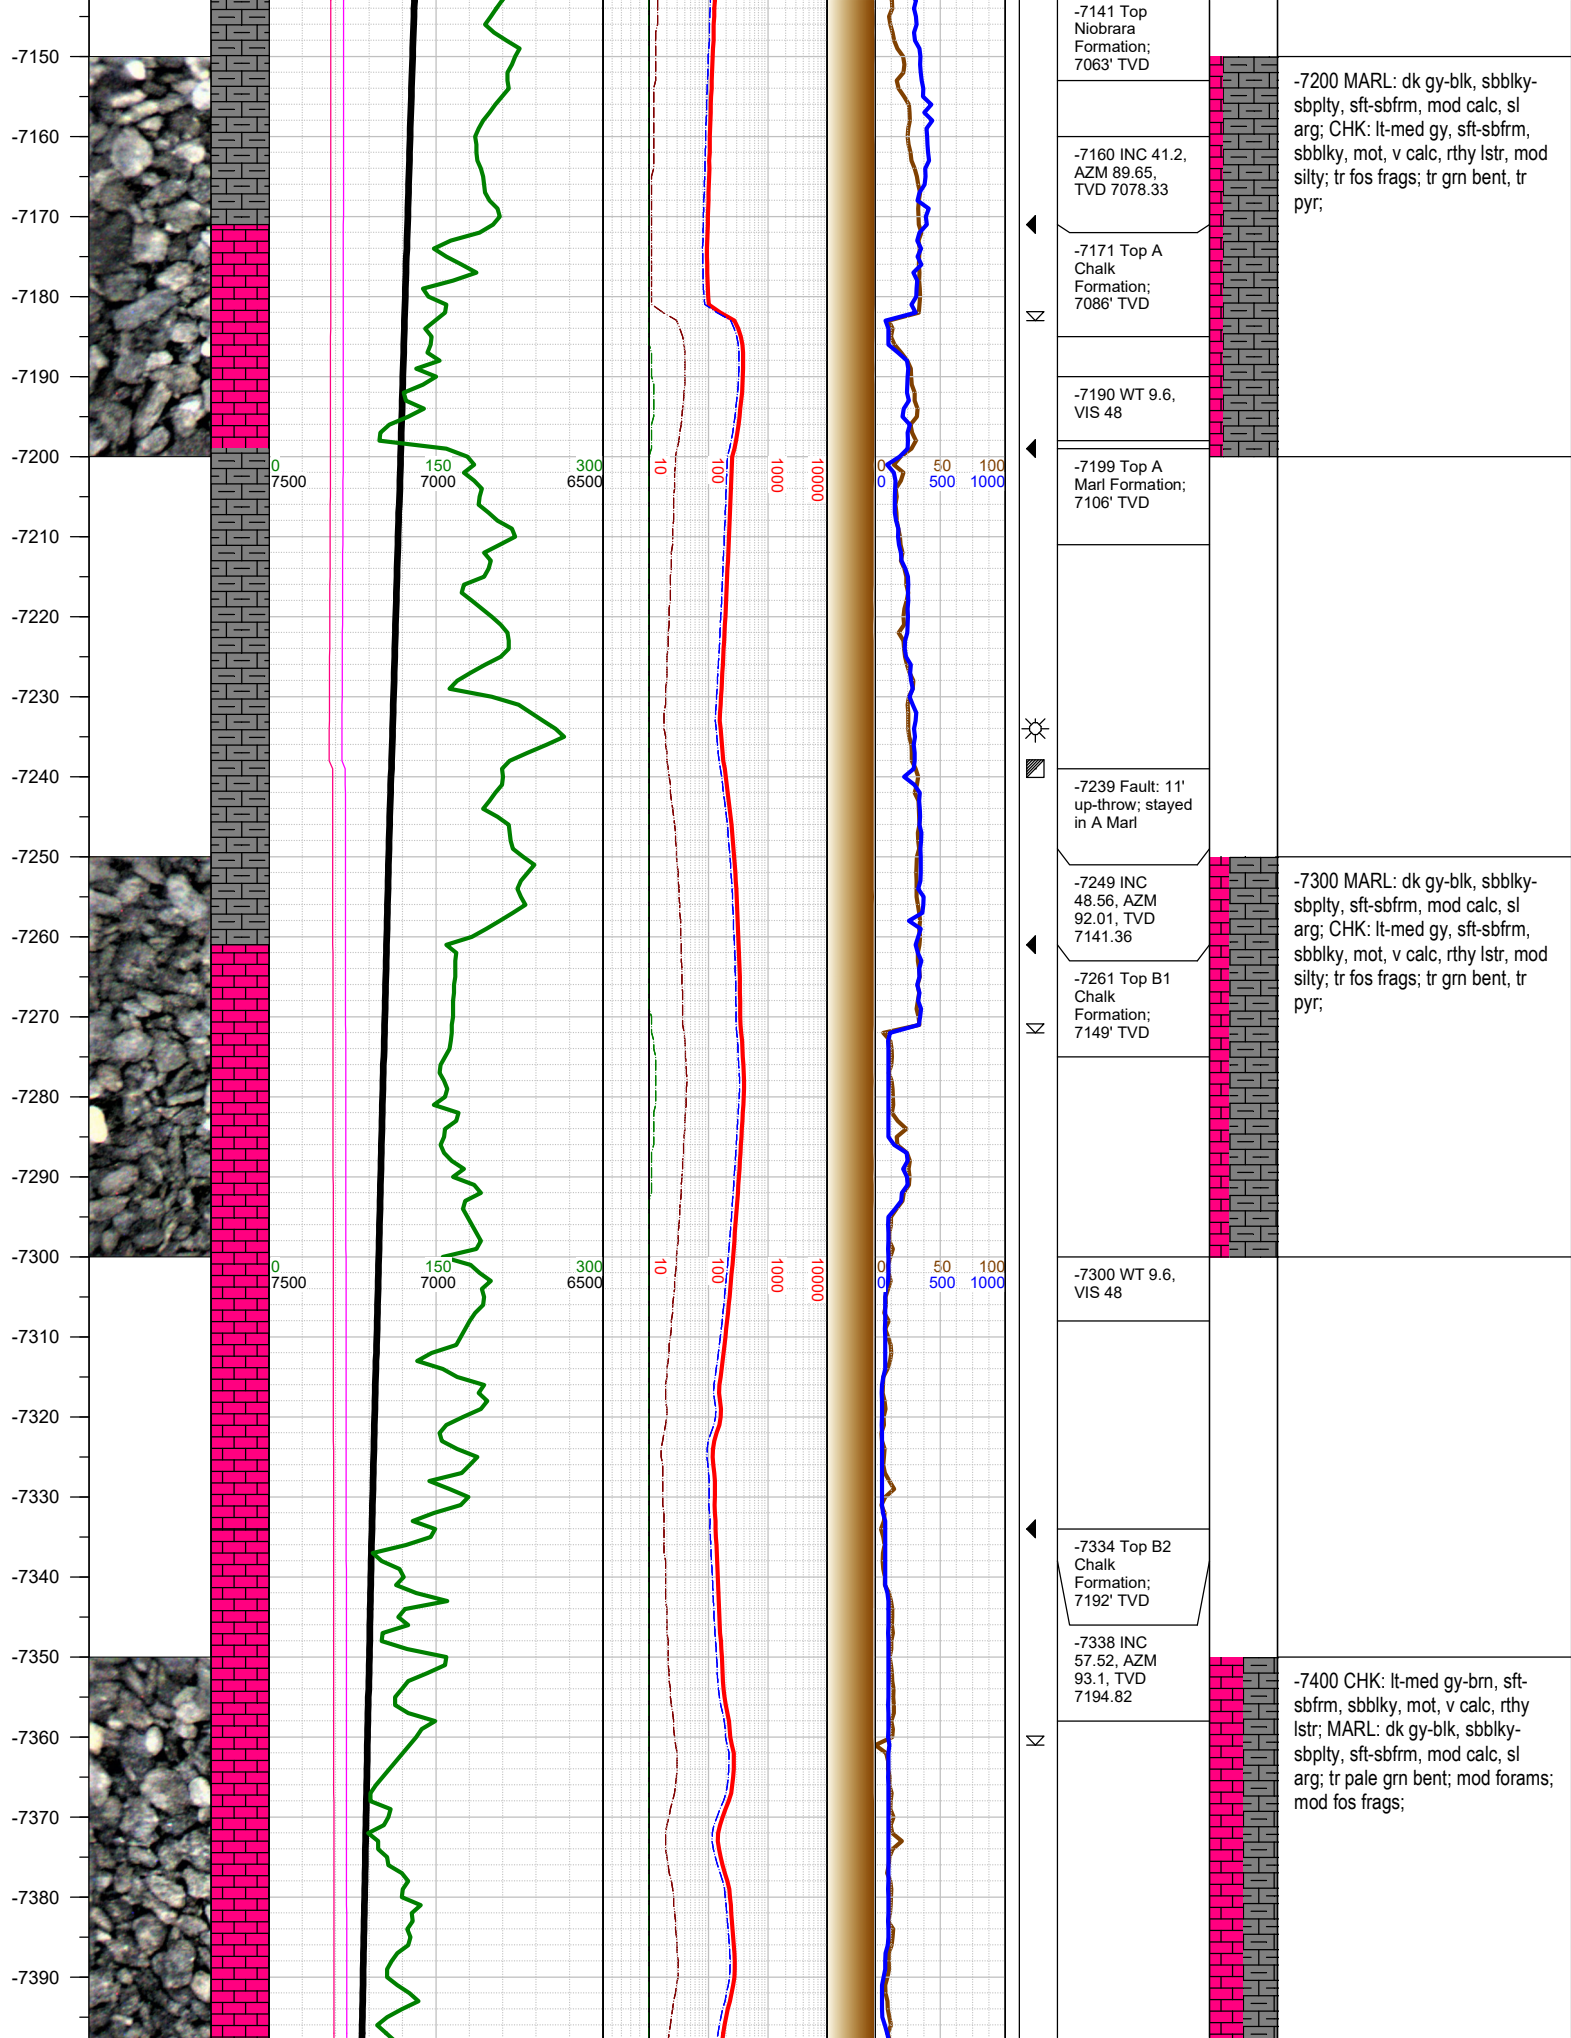 -7141 Top
Niobrara
Formation;
7063' TVD
-7150
-7200 MARL: dk gy-blk, sbblky-
sbplty, sft-sbfrm, mod calc, sl
arg; CHK: lt-med gy, sft-sbfrm,
sbblky, mot, v calc, rthy lstr, mod
silty; tr fos frags; tr grn bent, tr
pyr;
-7160
-7160 INC 41.2,
AZM 89.65,
TVD 7078.33
-7170
-7171 Top A
Chalk
Formation;
7086' TVD
-7180
-7190
-7190 WT 9.6,
VIS 48
-7200
0 150 300
7500 7000 6500
10 100 1000 10000
0 50 100
0 500 1000
-7199 Top A
Marl Formation;
7106' TVD
-7210
-7220
-7230
-7240
-7239 Fault: 11'
up-throw; stayed
in A Marl
-7250
-7249 INC
48.56, AZM
92.01, TVD
7141.36
-7300 MARL: dk gy-blk, sbblky-
sbplty, sft-sbfrm, mod calc, sl
arg; CHK: lt-med gy, sft-sbfrm,
sbblky, mot, v calc, rthy lstr, mod
silty; tr fos frags; tr grn bent, tr
pyr;
-7260
-7261 Top B1
Chalk
Formation;
7149' TVD
-7270
-7280
-7290
-7300
0 150 300
7500 7000 6500
10 100 1000 10000
0 50 100
0 500 1000
-7300 WT 9.6,
VIS 48
-7310
-7320
-7330
-7334 Top B2
Chalk
Formation;
7192' TVD
-7340
-7338 INC
57.52, AZM
93.1, TVD
7194.82
-7350
-7400 CHK: lt-med gy-brn, sft-
sbfrm, sbblky, mot, v calc, rthy
lstr; MARL: dk gy-blk, sbblky-
sbplty, sft-sbfrm, mod calc, sl
arg; tr pale grn bent; mod forams;
mod fos frags;
-7360
-7370
-7380
-7390